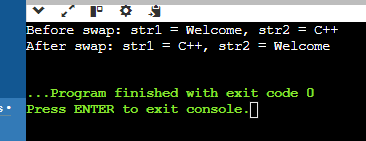 Before swap: str1 = Welcome, str2 = C++
After swap: str1 = C++, str2 = Welcome
...Program finished with exit code 0
Press ENTER to exit console.